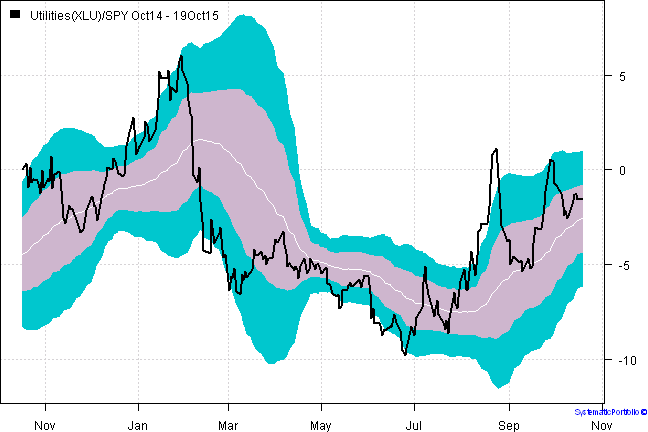 Utilities(XLU)/SPY Oct14 - 19Oct15
5
0
-5
-10
SystematicPortfolio ©
Nov Jan Mar May Jul Sep Nov